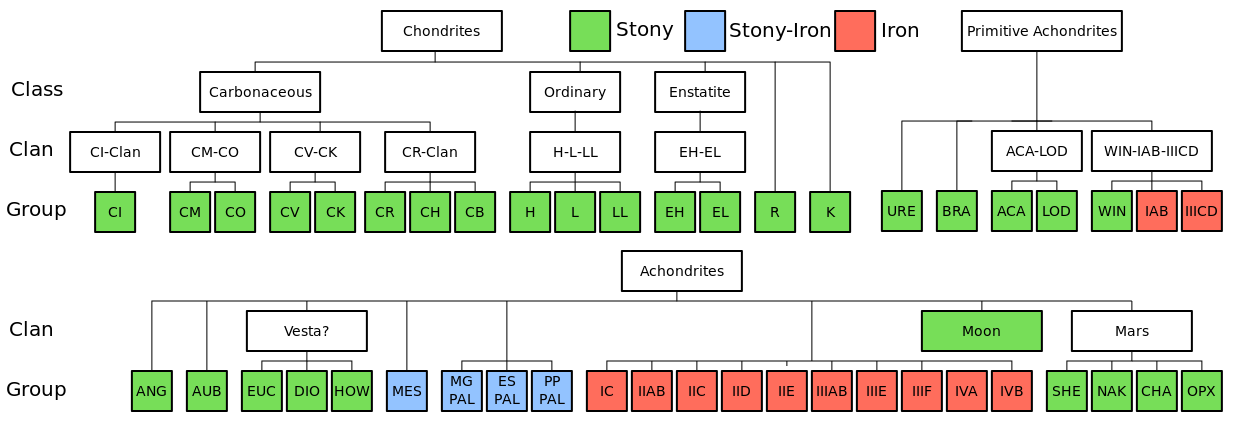 Chondrites
Stony
Stony-Iron
Iron
Primitive Achondrites
Class
Carbonaceous
Ordinary
Enstatite
Clan
CI-Clan
CM-CO
CV-CK
CR-Clan
H-L-LL
EH-EL
ACA-LOD
WIN-IAB-IIICD
Group
CI
CM
CO
CV
CK
CR
CH
CB
H
L
LL
EH
EL
R
K
URE
BRA
ACA
LOD
WIN
IAB
IIICD
Achondrites
Clan
Vesta?
Moon
Mars
Group
ANG
AUB
EUC
DIO
HOW
MES
MG
PAL
ES
PAL
PP
PAL
IC
IIAB
IIC
IID
IIE
IIIAB
IIIE
IIIF
IVA
IVB
SHE
NAK
CHA
OPX